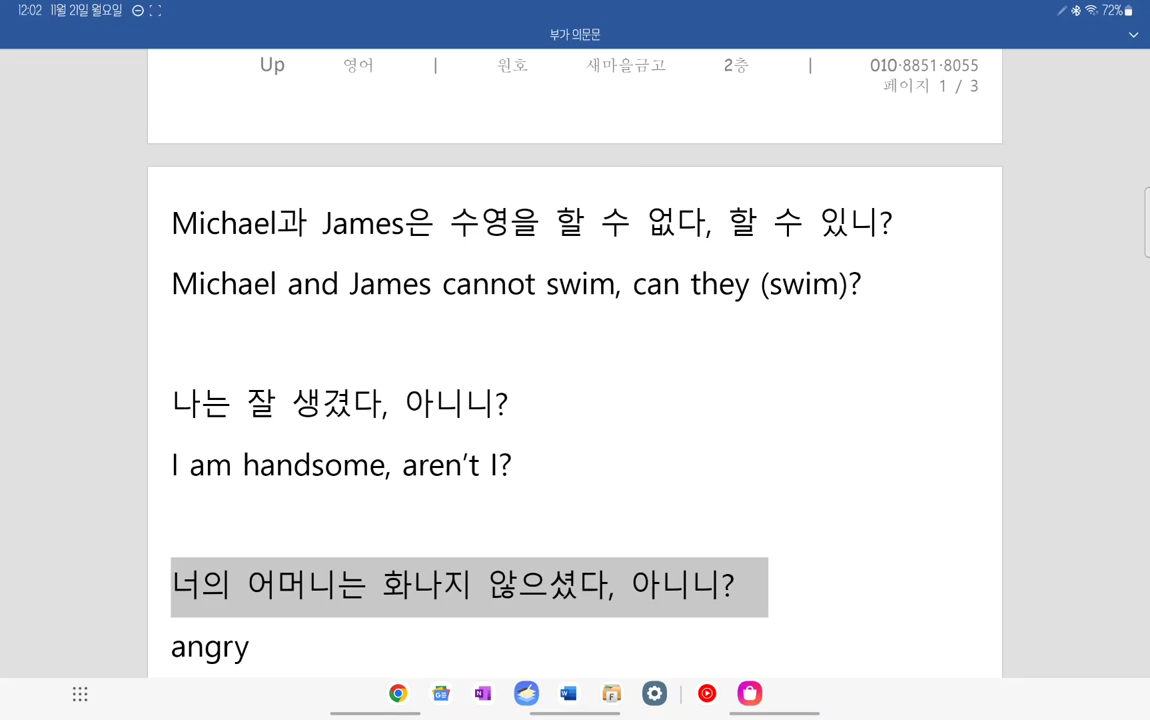 12:02 11월 21일 월요일 72%
부가 의문문
Up 영어 | 원호 새마을금고 2층 | 010·8851·8055
페이지 1 / 3
Michael과 James은 수영을 할 수 없다, 할 수 있니?
Michael and James cannot swim, can they (swim)?
나는 잘 생겼다, 아니니?
I am handsome, aren't I?
너의 어머니는 화나지 않으셨다, 아니니?
angry